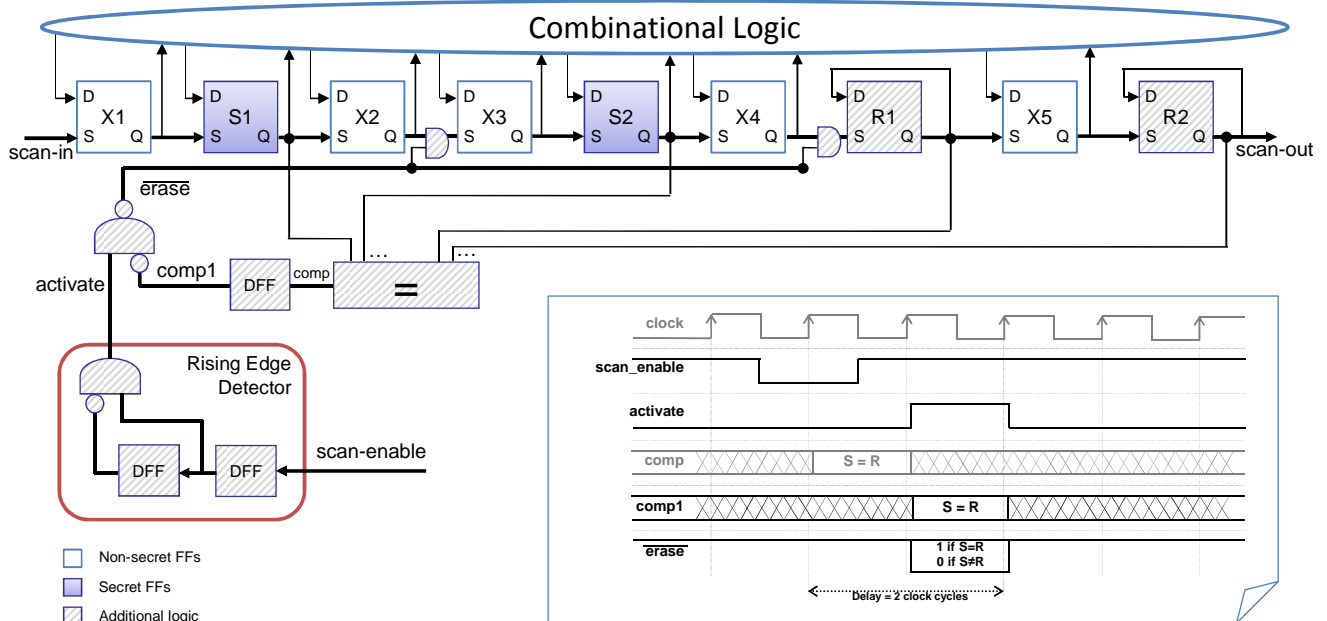 Combinational Logic
D
X1
S
Q
D
S1
S
Q
D
X2
S
Q
D
X3
S
Q
D
S2
S
Q
D
X4
S
Q
D
R1
S
Q
D
X5
S
Q
D
R2
S
Q
scan-in
scan-out
erase
...
...
activate
comp1
DFF
comp
=
Rising Edge
Detector
DFF
DFF
scan-enable
clock
scan_enable
activate
comp
S = R
comp1
S = R
erase
1 if S=R
0 if S≠R
Delay = 2 clock cycles
Non-secret FFs
Secret FFs
Additional logic